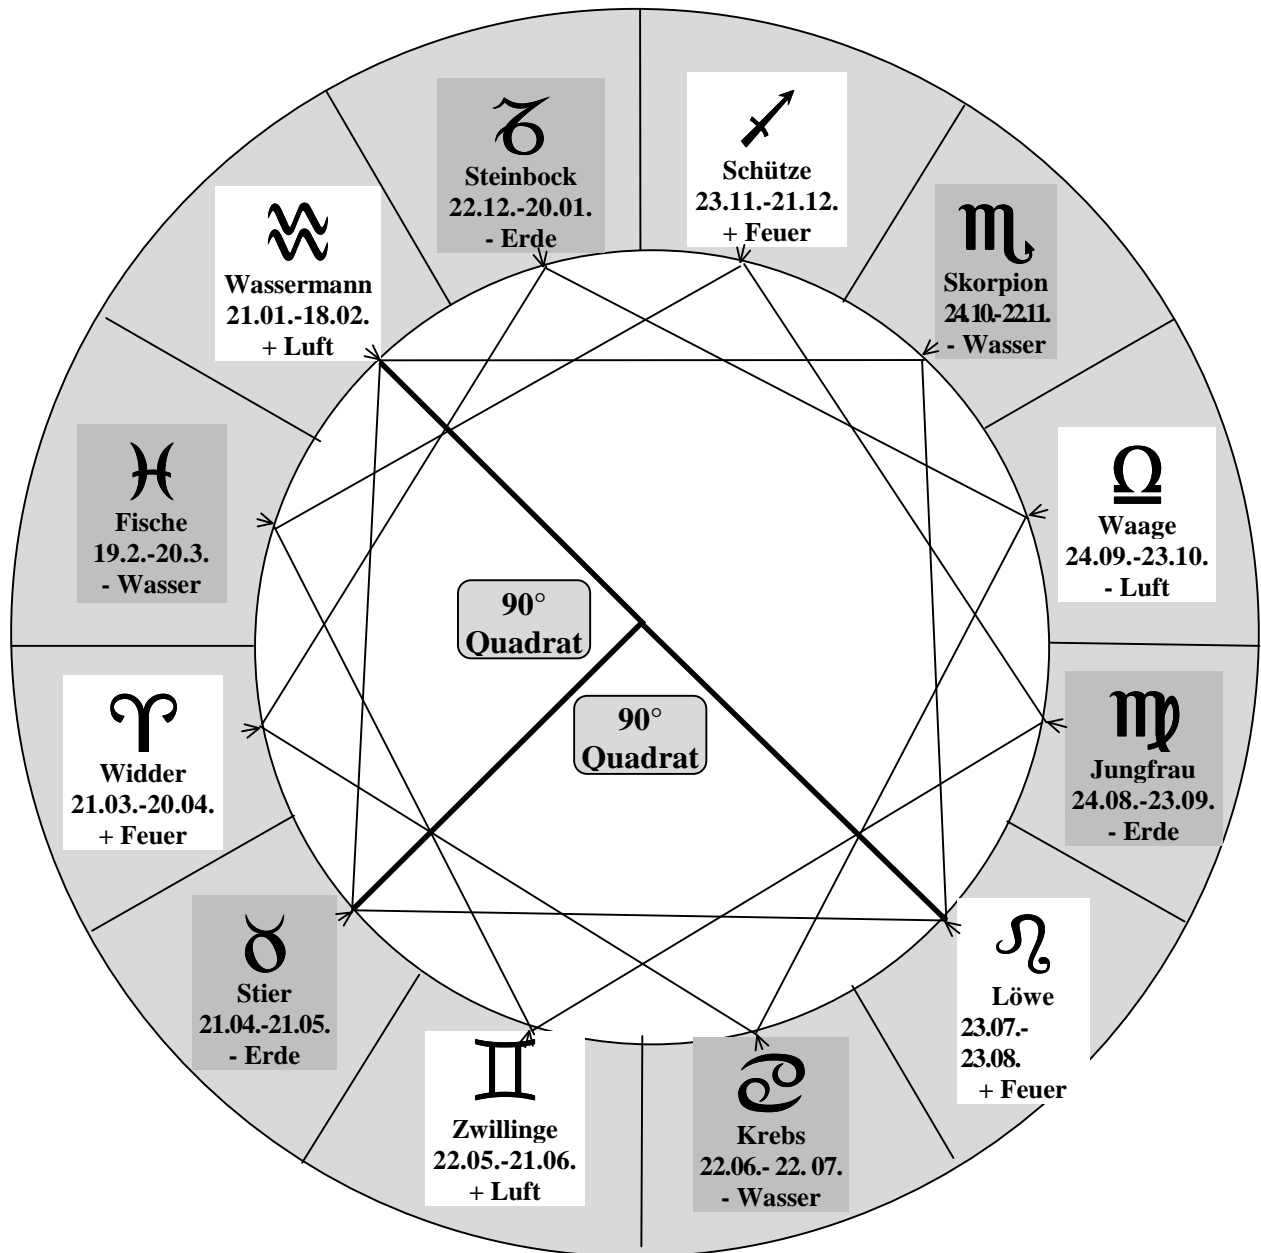 Steinbock
22.12.-20.01.
- Erde
Schütze
23.11.-21.12.
+ Feuer
Wassermann
21.01.-18.02.
+ Luft
Skorpion
24.10.-22.11.
- Wasser
Fische
19.2.-20.3.
- Wasser
Waage
24.09.-23.10.
- Luft
90°
Quadrat
90°
Quadrat
Widder
21.03.-20.04.
+ Feuer
Jungfrau
24.08.-23.09.
- Erde
Stier
21.04.-21.05.
- Erde
Löwe
23.07.-
23.08.
+ Feuer
Zwillinge
22.05.-21.06.
+ Luft
Krebs
22.06.- 22. 07.
- Wasser